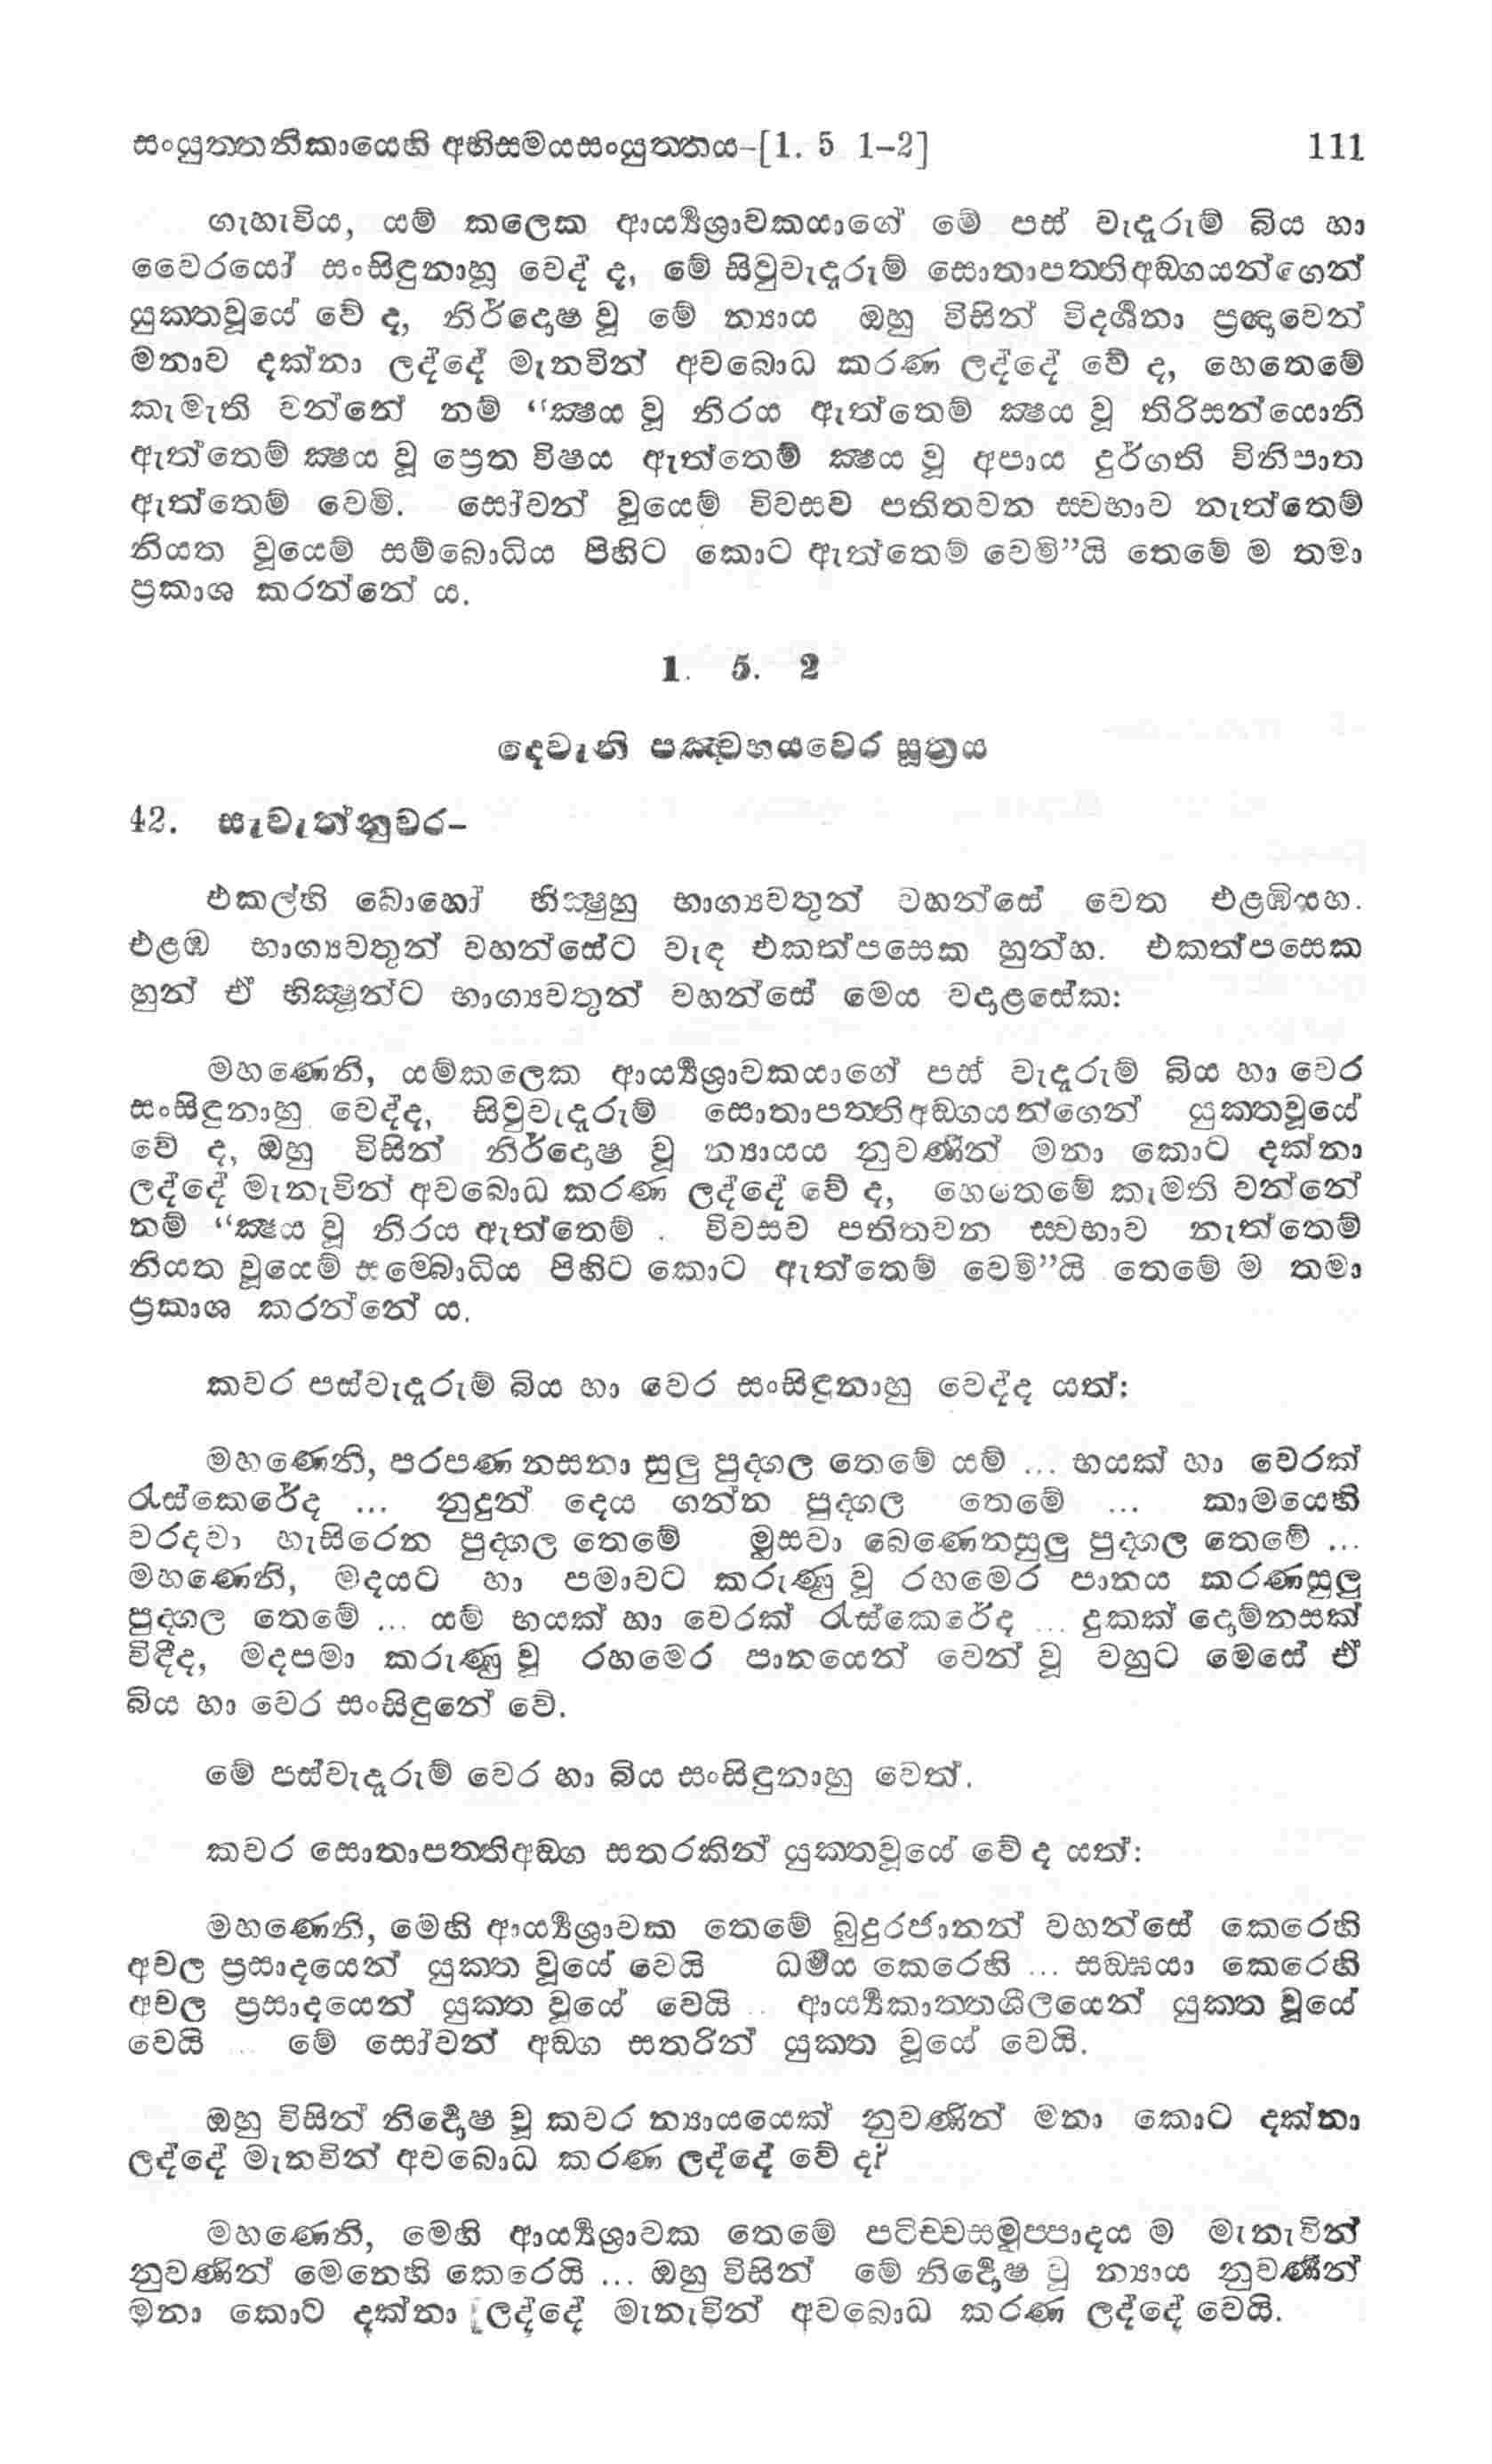 සංයුත්තනිකායෙහි අභිසමයසංයුත්තය-[1. 5 1-2] 111
ගැහැවිය, යම් කලෙක ආර්‍ය්‍යශ්‍රාවකයාගේ මේ පස් වැදෑරුම් බිය හා
වෛරයෝ සංසිඳුනාහු වෙද් ද, මේ සිවුවැදෑරුම් සොතාපත්තිඅඞ්ගයන්ගෙන්
යුක්තවූයේ වේ ද, නිර්දොෂ වූ මේ න්‍යාය ඔහු විසින් විදර්‍ශනා ප්‍රඥාවෙන්
මනාව දක්නා ලද්දේ මැනවින් අවබොධ කරණ ලද්දේ වේ ද, හෙතෙමේ
කැමැති වන්නේ නම් “ක්‍ෂය වූ නිරය ඇත්තෙම් ක්‍ෂය වූ තිරිසන්යොනි
ඇත්තෙම් ක්‍ෂය වූ ප්‍රෙත විෂය ඇත්තෙම් ක්‍ෂය වූ අපාය දුර්ගති විනිපාත
ඇත්තෙම් වෙමි. සෝවන් වූයෙම් විවසව පතිතවන ස්වභාව නැත්තෙම්
නියත වූයෙම් සම්බොධිය පිහිට කොට ඇත්තෙම් වෙමි”යි තෙමේ ම තමා
ප්‍රකාශ කරන්නේ ය.
1. 5. 2
දෙවැනි පඤ්චභයවෙර සූත්‍රය
42. සැවැත්නුවර-
එකල්හි බොහෝ භික්‍ෂුහු භාග්‍යවතුන් වහන්සේ වෙත එළඹියහ.
එළඹ භාග්‍යවතුන් වහන්සේට වැඳ එකත්පසෙක හුන්හ. එකත්පසෙක
හුන් ඒ භික්‍ෂූන්ට භාග්‍යවතුන් වහන්සේ මෙය වදාළසේක:
මහණෙනි, යම්කලෙක ආර්‍ය්‍යශ්‍රාවකයාගේ පස් වැදෑරුම් බිය හා වෙර
සංසිඳුනාහු වෙද්ද, සිවුවැදෑරුම් සොතාපත්තිඅඞ්ගයන්ගෙන් යුක්තවූයේ
වේ ද, ඔහු විසින් නිර්දොෂ වූ න්‍යායය නුවණින් මනා කොට දක්නා
ලද්දේ මැනැවින් අවබොධ කරණ ලද්දේ වේ ද, හෙතෙමේ කැමති වන්නේ
නම් “ක්‍ෂය වූ නිරය ඇත්තෙම් . විවසව පතිතවන ස්වභාව නැත්තෙම්
නියත වූයෙම් සම්බොධිය පිහිට කොට ඇත්තෙම් වෙමි”යි තෙමේ ම තමා
ප්‍රකාශ කරන්නේ ය.
කවර පස්වැදෑරුම් බිය හා වෙර සංසිඳුනාහු වෙද්ද යත්:
මහණෙනි, පරපණ නසනා සුලු පුද්ගල තෙමේ යම් ... භයක් හා වෙරක්
රැස්කෙරේද ... නුදුන් දෙය ගන්න පුද්ගල තෙමේ ... කාමයෙහි
වරදවා හැසිරෙන පුද්ගල තෙමේ මුසවා බෙණෙනසුලු පුද්ගල තෙමේ ...
මහණෙනි, මදයට හා පමාවට කරුණු වූ රහමෙර පානය කරණසුලු
පුද්ගල තෙමේ ... යම් භයක් හා වෙරක් රැස්කෙරේද ... දුකක් දොම්නසක්
විඳීද, මදපමා කරුණු වූ රහමෙර පානයෙන් වෙන් වූ වහුට මෙසේ ඒ
බිය හා වෙර සංසිඳුනේ වේ.
මේ පස්වැදෑරුම් වෙර හා බිය සංසිඳුනාහු වෙත්.
කවර සොතාපත්තිඅඞ්ග සතරකින් යුක්තවූයේ වේ ද යත්:
මහණෙනි, මෙහි ආර්‍ය්‍යශ්‍රාවක තෙමේ බුදුරජානන් වහන්සේ කෙරෙහි
අචල ප්‍රසාදයෙන් යුක්ත වූයේ වෙයි ධර්‍මය කෙරෙහි ... සඞ්ඝයා කෙරෙහි
අචල ප්‍රසාදයෙන් යුක්ත වූයේ වෙයි .. ආර්‍ය්‍යකාන්තශීලයෙන් යුක්ත වූයේ
වෙයි .. මේ සෝවන් අඞ්ග සතරින් යුක්ත වූයේ වෙයි.
ඔහු විසින් නිර්‍දොෂ වූ කවර න්‍යායයෙක් නුවණින් මනා කොට දක්නා
ලද්දේ මැනවින් අවබොධ කරණ ලද්දේ වේ ද?
මහණෙනි, මෙහි ආර්‍ය්‍යශ්‍රාවක තෙමේ පටිච්චසමුප්පාදය ම මැනැවින්
නුවණින් මෙනෙහි කෙරෙයි ... ඔහු විසින් මේ නිර්‍දොෂ වූ න්‍යාය නුවණින්
මනා කොට දක්නා ලද්දේ මැනැවින් අවබොධ කරණ ලද්දේ වෙයි.